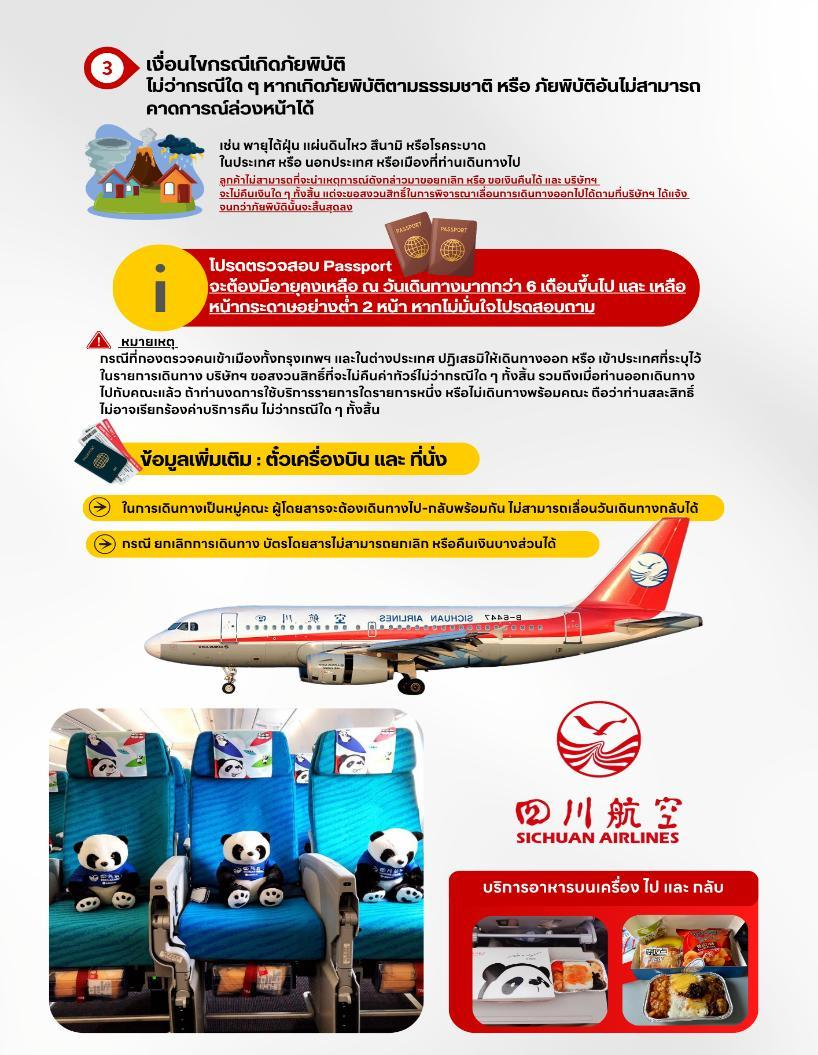 3
เงื่อนไขกรณีเกิดภัยพิบัติ
ไม่ว่ากรณีใด ๆ หากเกิดภัยพิบัติตามธรรมชาติ หรือ ภัยพิบัติอันไม่สามารถ
คาดการณ์ล่วงหน้าได้
เช่น พายุไต้ฝุ่น แผ่นดินไหว สึนามิ หรือโรคระบาด
ในประเทศ หรือ นอกประเทศ หรือเมืองที่ท่านเดินทางไป
ลูกค้าไม่สามารถที่จะนำเหตุการณ์ดังกล่าวมาขอยกเลิก หรือ ขอเงินคืนได้ และ บริษัทฯ
จะไม่คืนเงินใด ๆ ทั้งสิ้น แต่จะขอสงวนสิทธิ์ในการพิจารณาเลื่อนการเดินทางออกไปได้ตามที่บริษัทฯ ได้แจ้ง
จนกว่าภัยพิบัตินั้นจะสิ้นสุดลง
PASSPORT PASSPORT
i
โปรดตรวจสอบ Passport
จะต้องมีอายุคงเหลือ ณ วันเดินทางมากกว่า 6 เดือนขึ้นไป และ เหลือ
หน้ากระดาษอย่างต่ำ 2 หน้า หากไม่มั่นใจโปรดสอบถาม
หมายเหตุ
กรณีที่กองตรวจคนเข้าเมืองทั้งกรุงเทพฯ และในต่างประเทศ ปฏิเสธมิให้เดินทางออก หรือ เข้าประเทศที่ระบุไว้
ในรายการเดินทาง บริษัทฯ ขอสงวนสิทธิ์ที่จะไม่คืนค่าทัวร์ไม่ว่ากรณีใด ๆ ทั้งสิ้น รวมถึงเมื่อท่านออกเดินทาง
ไปกับคณะแล้ว ถ้าท่านงดการใช้บริการรายการใดรายการหนึ่ง หรือไม่เดินทางพร้อมคณะ ถือว่าท่านสละสิทธิ์
ไม่อาจเรียกร้องค่าบริการคืน ไม่ว่ากรณีใด ๆ ทั้งสิ้น
ข้อมูลเพิ่มเติม : ตั๋วเครื่องบิน และ ที่นั่ง
ในการเดินทางเป็นหมู่คณะ ผู้โดยสารจะต้องเดินทางไป-กลับพร้อมกัน ไม่สามารถเลื่อนวันเดินทางกลับได้
กรณี ยกเลิกการเดินทาง บัตรโดยสารไม่สามารถยกเลิก หรือคืนเงินบางส่วนได้
空 航 川 四 SICHUAN AIRLINES B-6447
四川航空
SICHUAN AIRLINES
บริการอาหารบนเครื่อง ไป และ กลับ